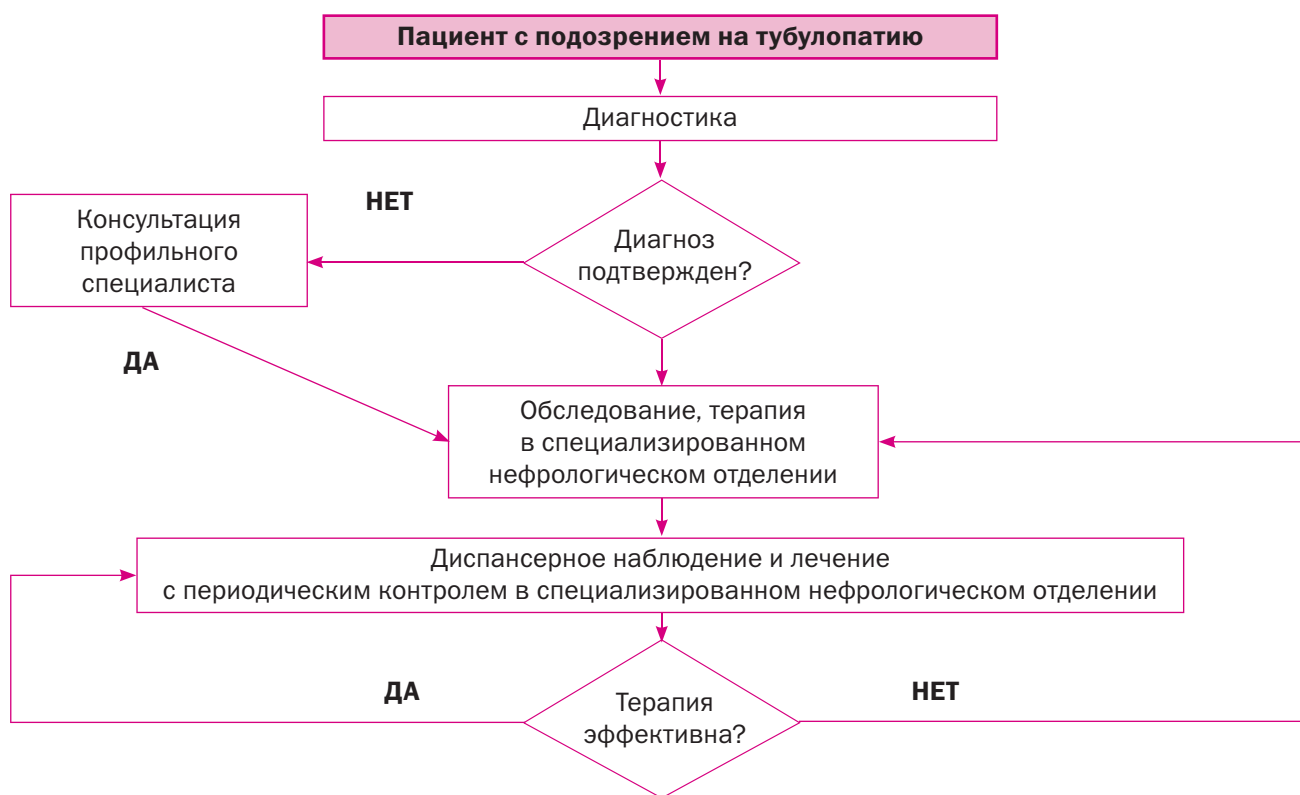 Пациент с подозрением на тубулопатию
Диагностика
НЕТ
Консультация
профильного
специалиста
Диагноз
подтвержден?
ДА
Обследование, терапия
в специализированном
нефрологическом отделении
Диспансерное наблюдение и лечение
с периодическим контролем в специализированном нефрологическом отделении
ДА
НЕТ
Терапия
эффективна?